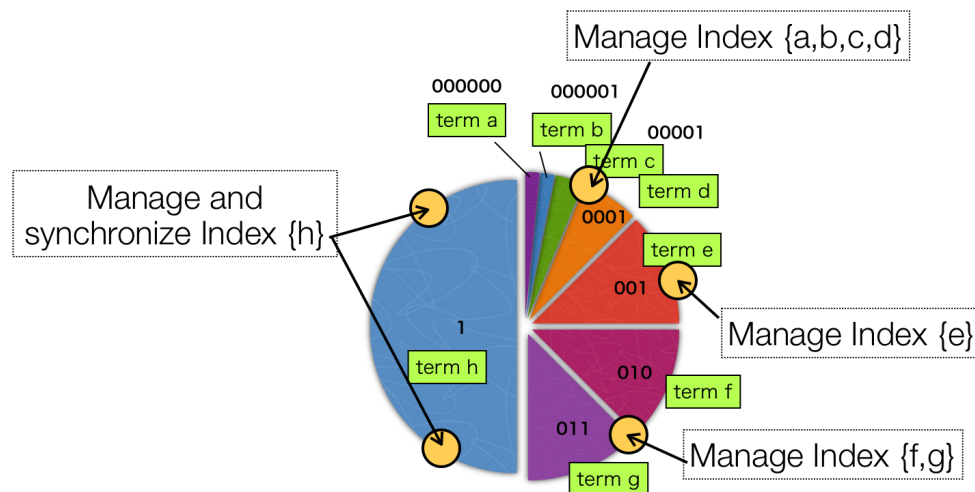 Manage Index {a,b,c,d}
000000
000001
term a
term b
00001
term c
term d
Manage and
synchronize Index {h}
0001
term e
001
1
Manage Index {e}
term h
010
term f
011
Manage Index {f,g}
term g